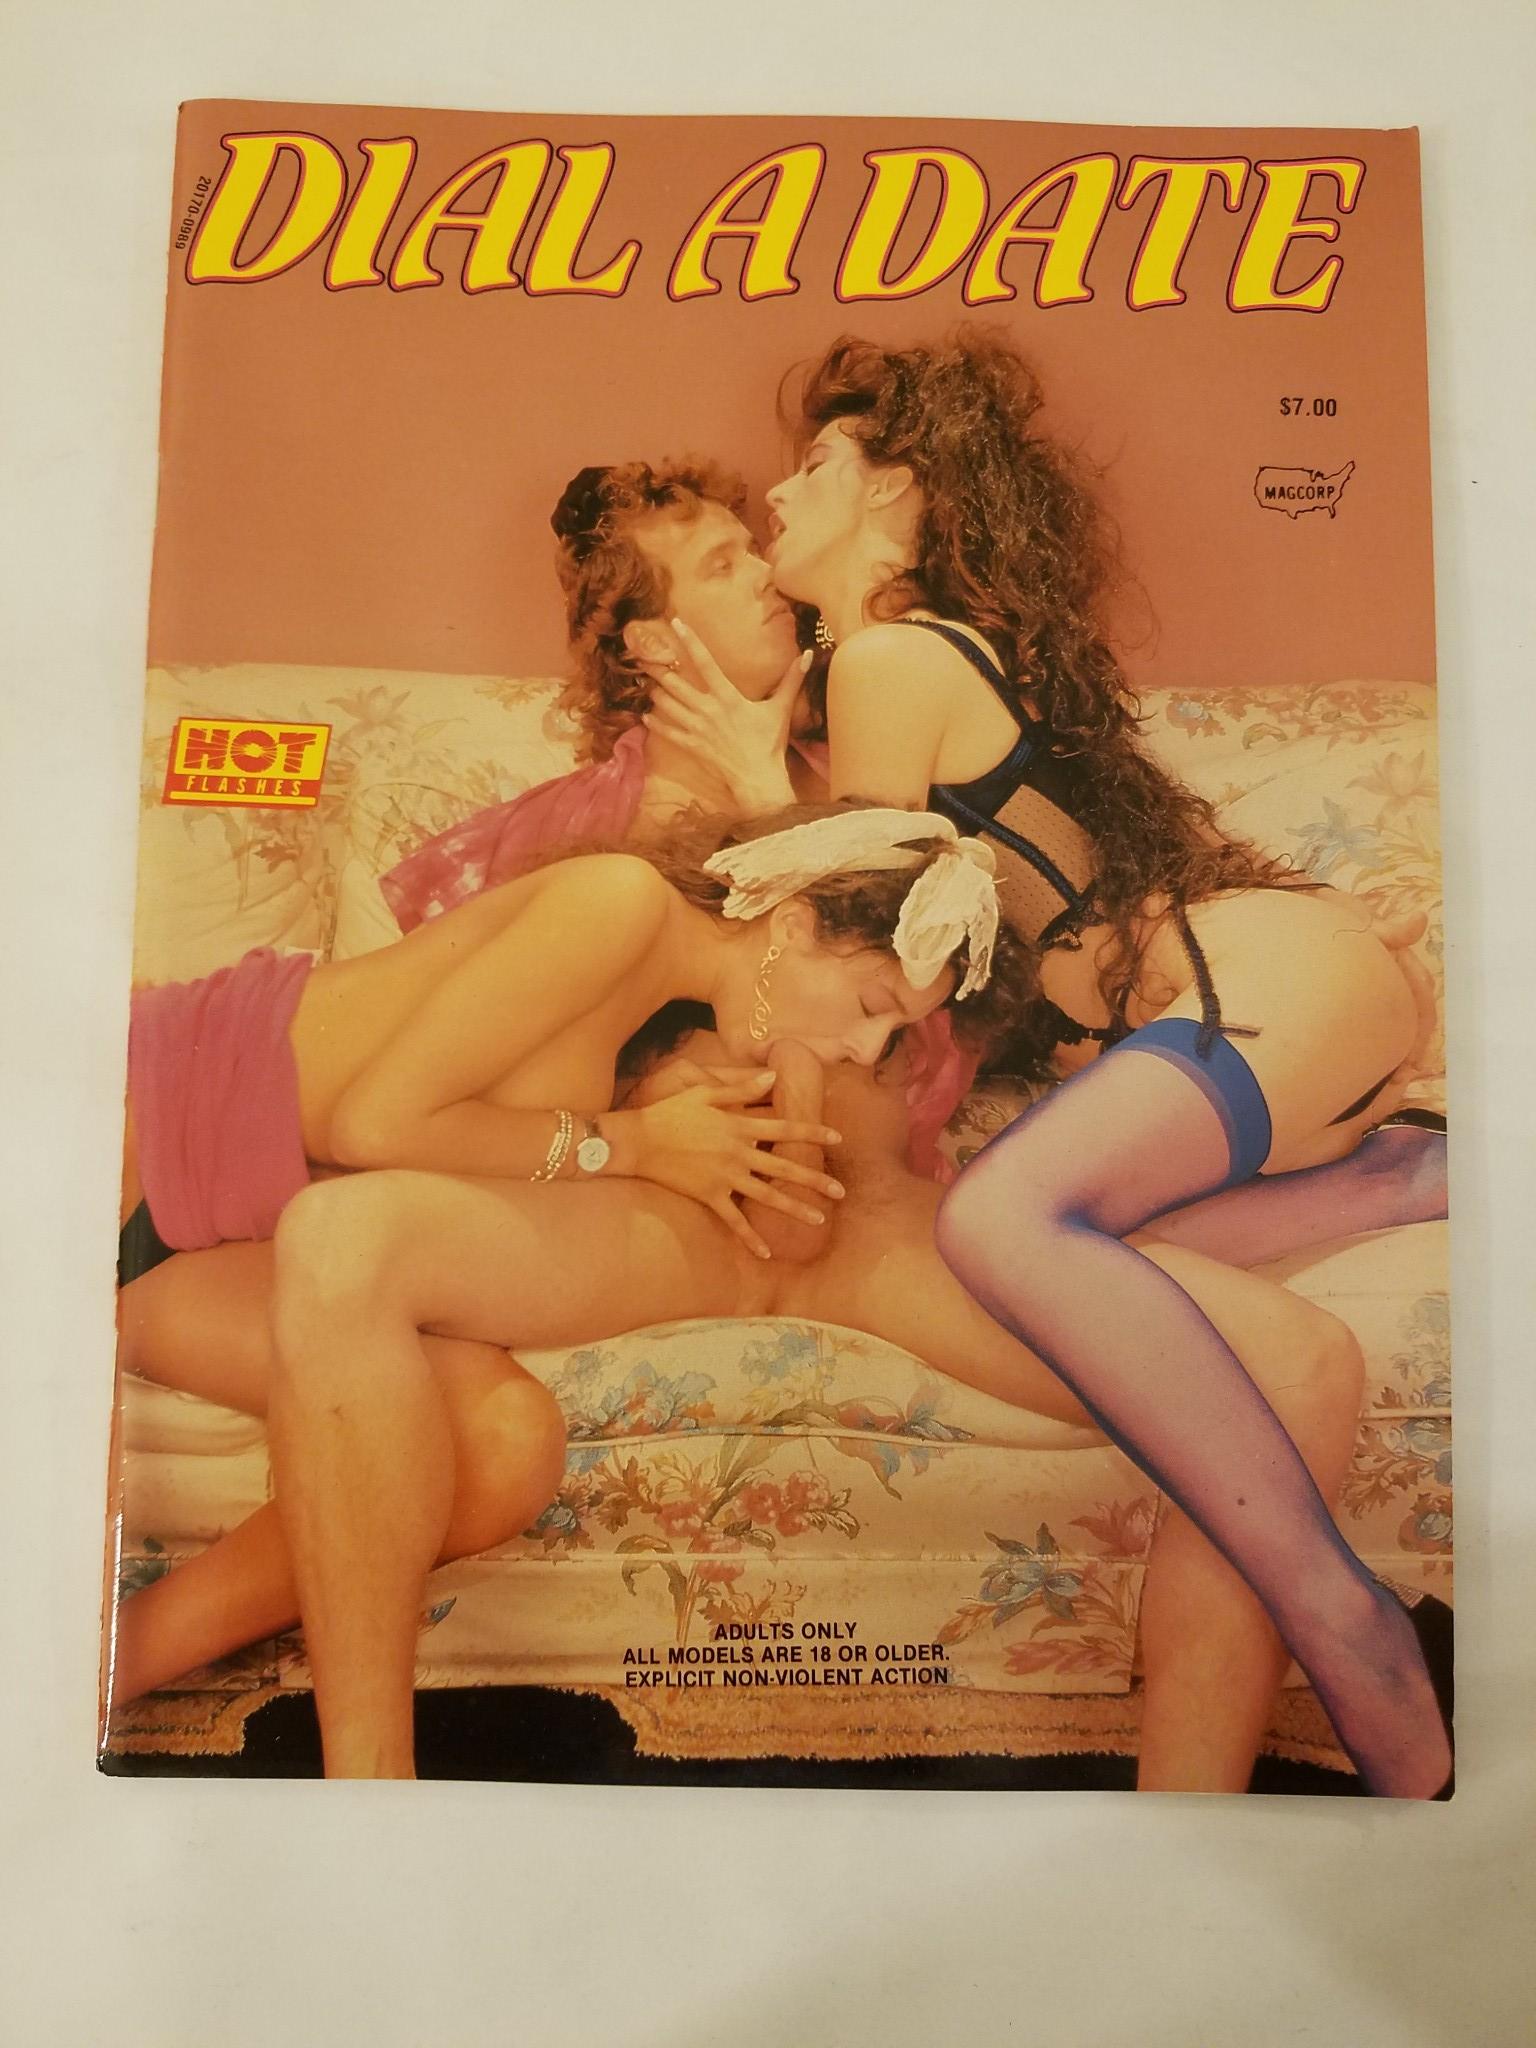 DIAL A DATE
20170-0989
$7.00
MAGCORP
HOT
FLASHES
ADULTS ONLY
ALL MODELS ARE 18 OR OLDER.
EXPLICIT NON-VIOLENT ACTION